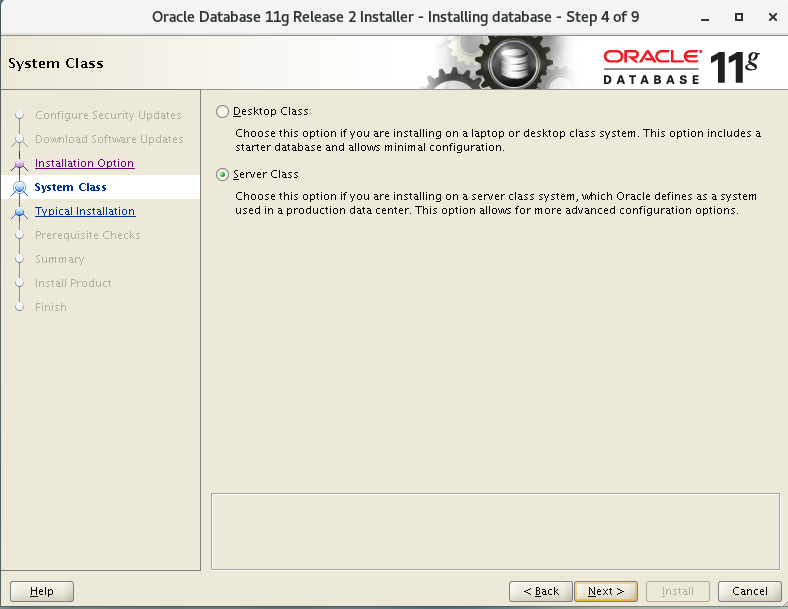 Oracle Database 11g Release 2 Installer - Installing database - Step 4 of 9
System Class
ORACLE
DATABASE
11g
Configure Security Updates
Download Software Updates
Installation Option
System Class
Typical Installation
Prerequisite Checks
Summary
Install Product
Finish
Desktop Class
Choose this option if you are installing on a laptop or desktop class system. This option includes a
starter database and allows minimal configuration.
Server Class
Choose this option if you are installing on a server class system, which Oracle defines as a system
used in a production data center. This option allows for more advanced configuration options.
Help
< Back
Next >
Install
Cancel